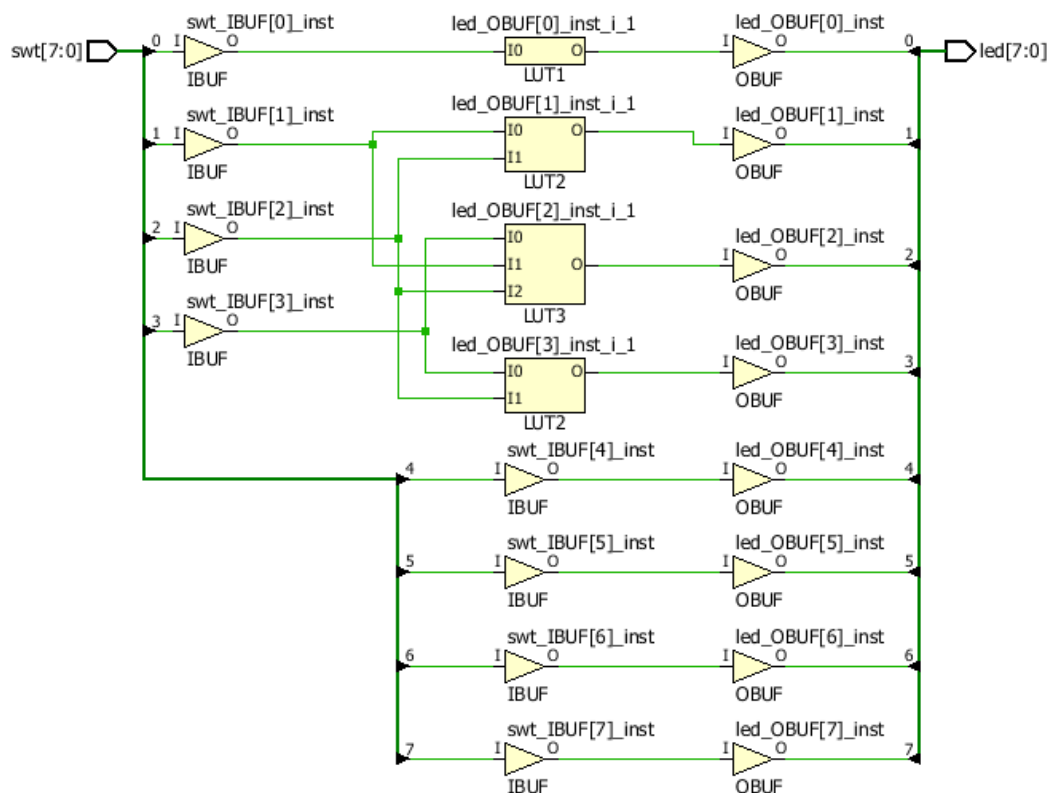 swt_IBUF[0]_inst
led_OBUF[0]_inst_i_1
led_OBUF[0]_inst
swt[7:0]
0 I O
I0 O
I O 0
led[7:0]
IBUF
LUT1
OBUF
swt_IBUF[1]_inst
led_OBUF[1]_inst_i_1
led_OBUF[1]_inst
1 I O
I0 O
I O 1
I1
IBUF
LUT2
OBUF
swt_IBUF[2]_inst
led_OBUF[2]_inst_i_1
led_OBUF[2]_inst
2 I O
I0
I1 O
I O 2
I2
IBUF
LUT3
OBUF
swt_IBUF[3]_inst
led_OBUF[3]_inst_i_1
led_OBUF[3]_inst
3 I O
I0 O
I O 3
I1
IBUF
LUT2
OBUF
swt_IBUF[4]_inst
led_OBUF[4]_inst
4 I O
I O 4
IBUF
OBUF
swt_IBUF[5]_inst
led_OBUF[5]_inst
5 I O
I O 5
IBUF
OBUF
swt_IBUF[6]_inst
led_OBUF[6]_inst
6 I O
I O 6
IBUF
OBUF
swt_IBUF[7]_inst
led_OBUF[7]_inst
7 I O
I O 7
IBUF
OBUF